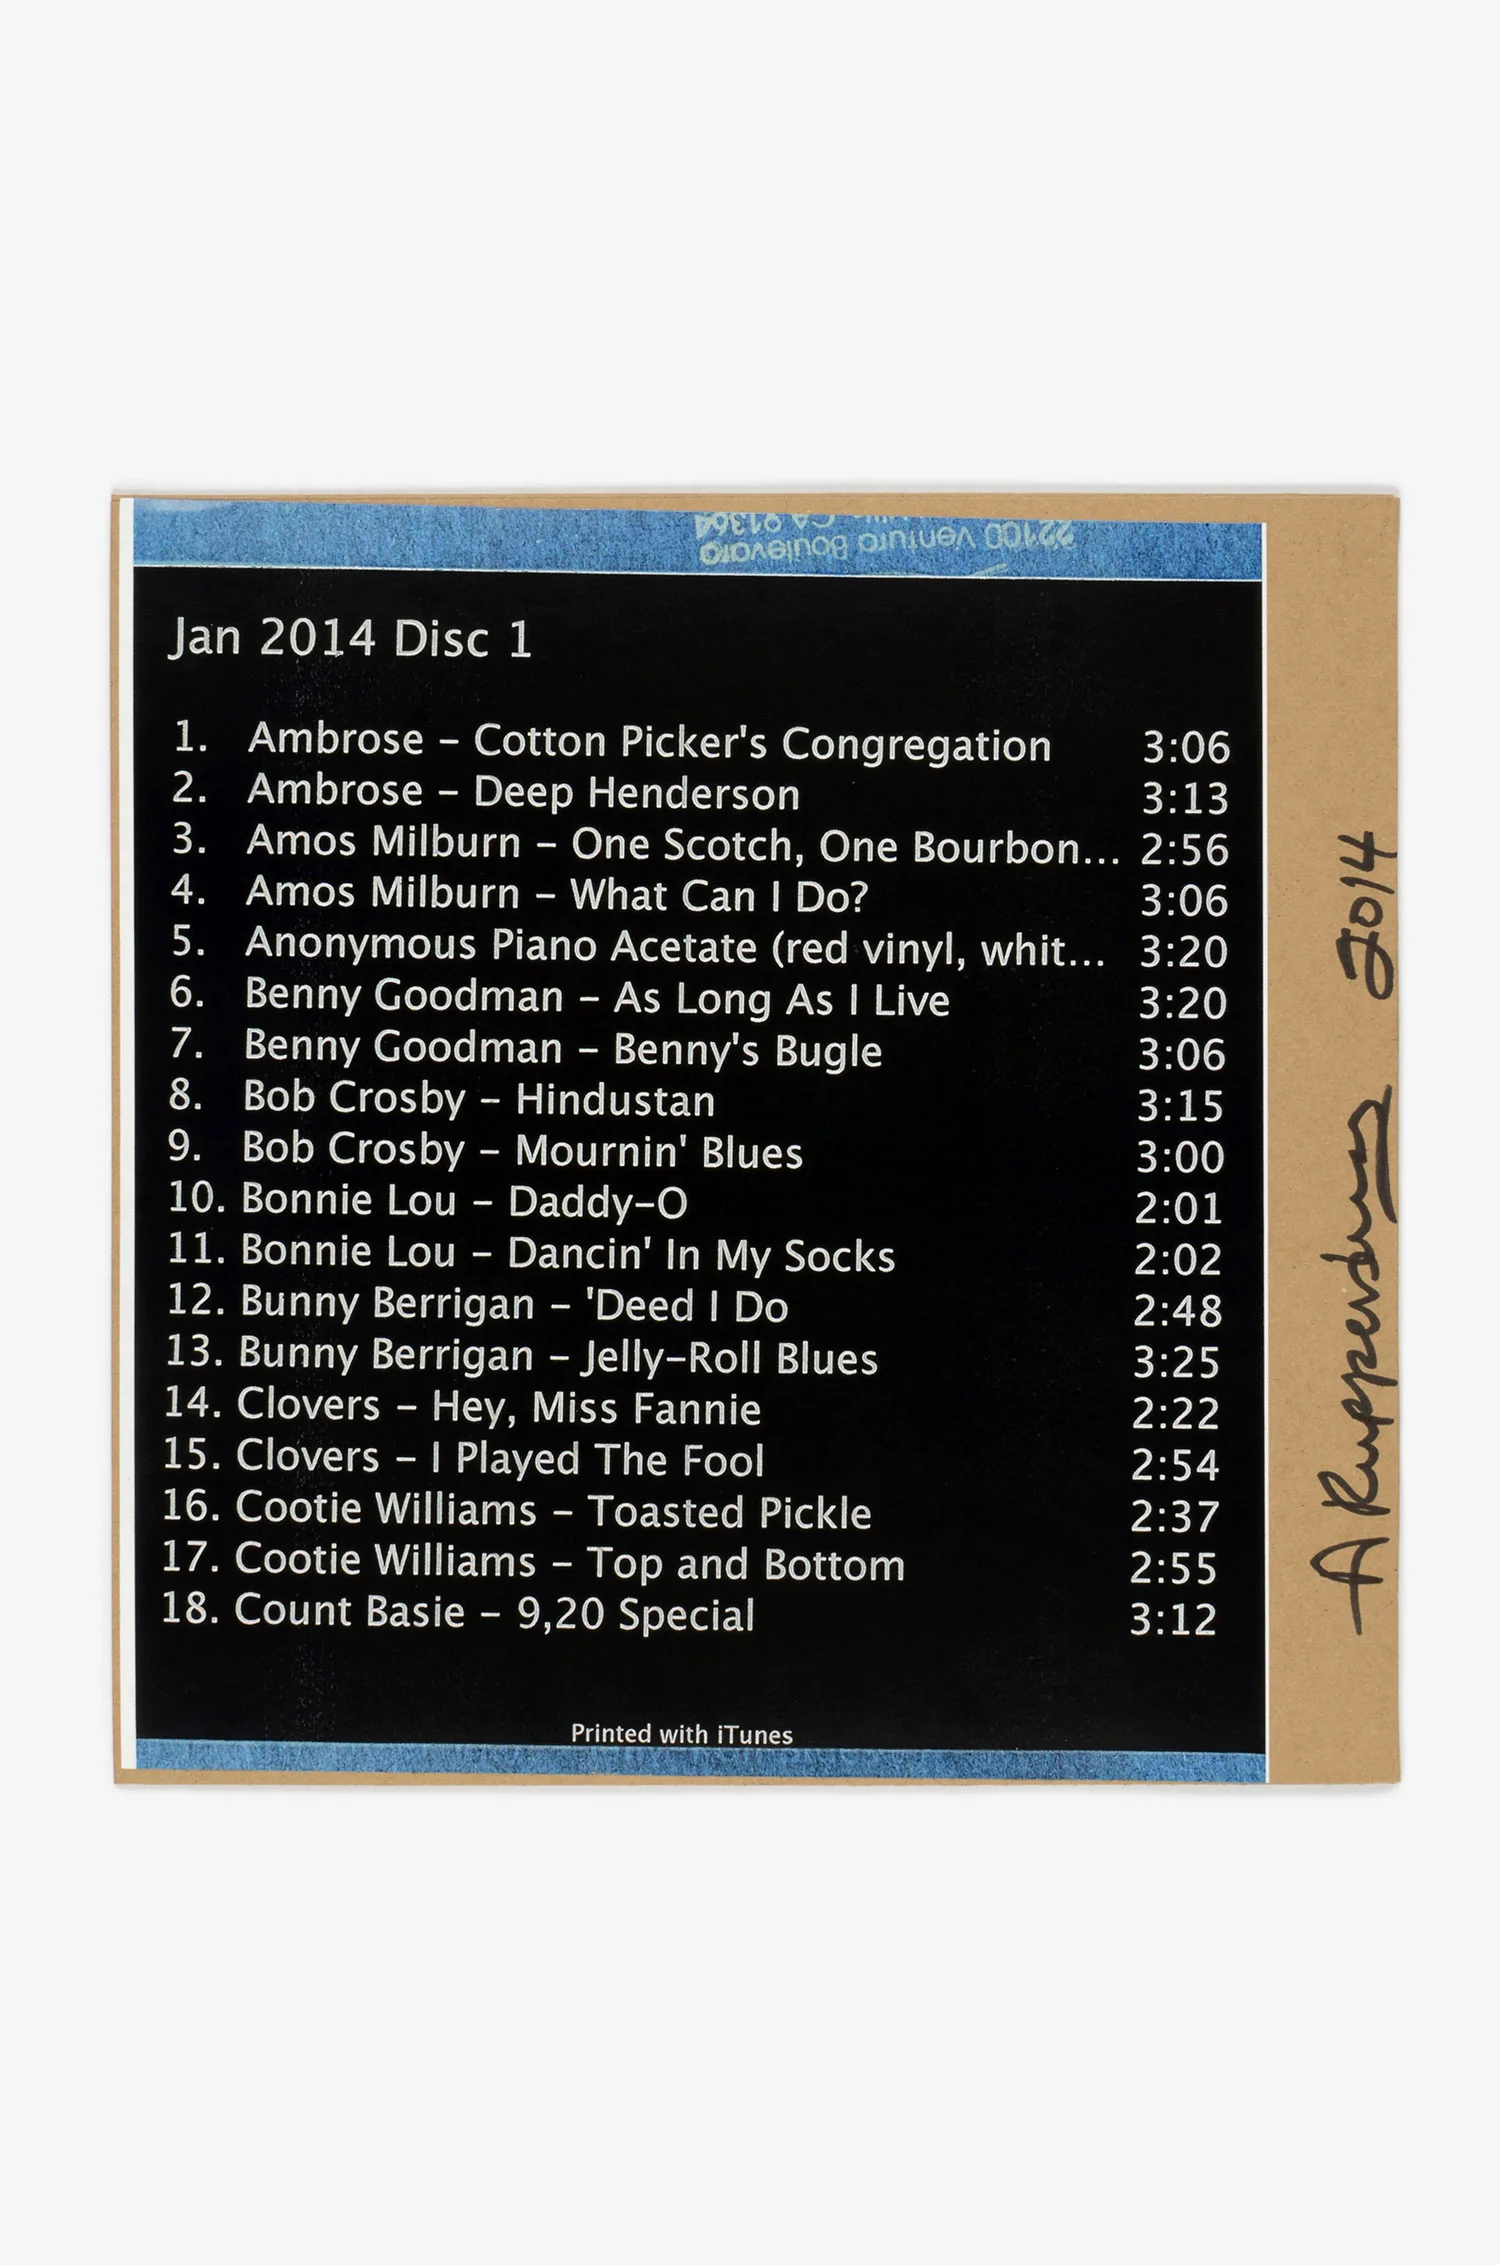 22100 Ventura Boulevard
CA 91364
Jan 2014 Disc 1
1. Ambrose – Cotton Picker's Congregation 3:06
2. Ambrose – Deep Henderson 3:13
3. Amos Milburn – One Scotch, One Bourbon... 2:56
4. Amos Milburn – What Can I Do? 3:06
5. Anonymous Piano Acetate (red vinyl, whit... 3:20
6. Benny Goodman – As Long As I Live 3:20
7. Benny Goodman – Benny's Bugle 3:06
8. Bob Crosby – Hindustan 3:15
9. Bob Crosby – Mournin' Blues 3:00
10. Bonnie Lou – Daddy-O 2:01
11. Bonnie Lou – Dancin' In My Socks 2:02
12. Bunny Berrigan – 'Deed I Do 2:48
13. Bunny Berrigan – Jelly-Roll Blues 3:25
14. Clovers – Hey, Miss Fannie 2:22
15. Clovers – I Played The Fool 2:54
16. Cootie Williams – Toasted Pickle 2:37
17. Cootie Williams – Top and Bottom 2:55
18. Count Basie – 9,20 Special 3:12
Printed with iTunes
A Ruppersburg 2014